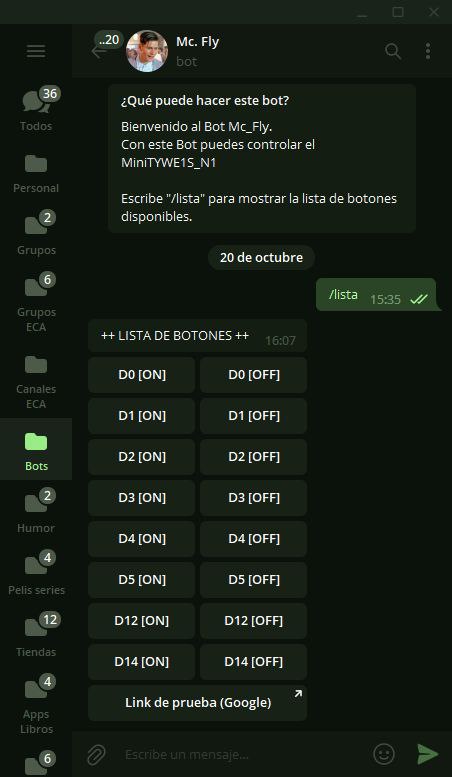 ..20
Mc. Fly
bot
36
Todos
Personal
2
Grupos
6
Grupos
ECA
Canales
ECA
Bots
2
Humor
4
Pelis series
12
Tiendas
4
Apps
Libros
6
¿Qué puede hacer este bot?
Bienvenido al Bot Mc_Fly.
Con este Bot puedes controlar el
MiniTYWE1S_N1
Escribe "/lista" para mostrar la lista de botones
disponibles.
20 de octubre
/lista 15:35
++ LISTA DE BOTONES ++ 16:07
D0 [ON] D0 [OFF]
D1 [ON] D1 [OFF]
D2 [ON] D2 [OFF]
D3 [ON] D3 [OFF]
D4 [ON] D4 [OFF]
D5 [ON] D5 [OFF]
D12 [ON] D12 [OFF]
D14 [ON] D14 [OFF]
Link de prueba (Google)
Escribe un mensaje...